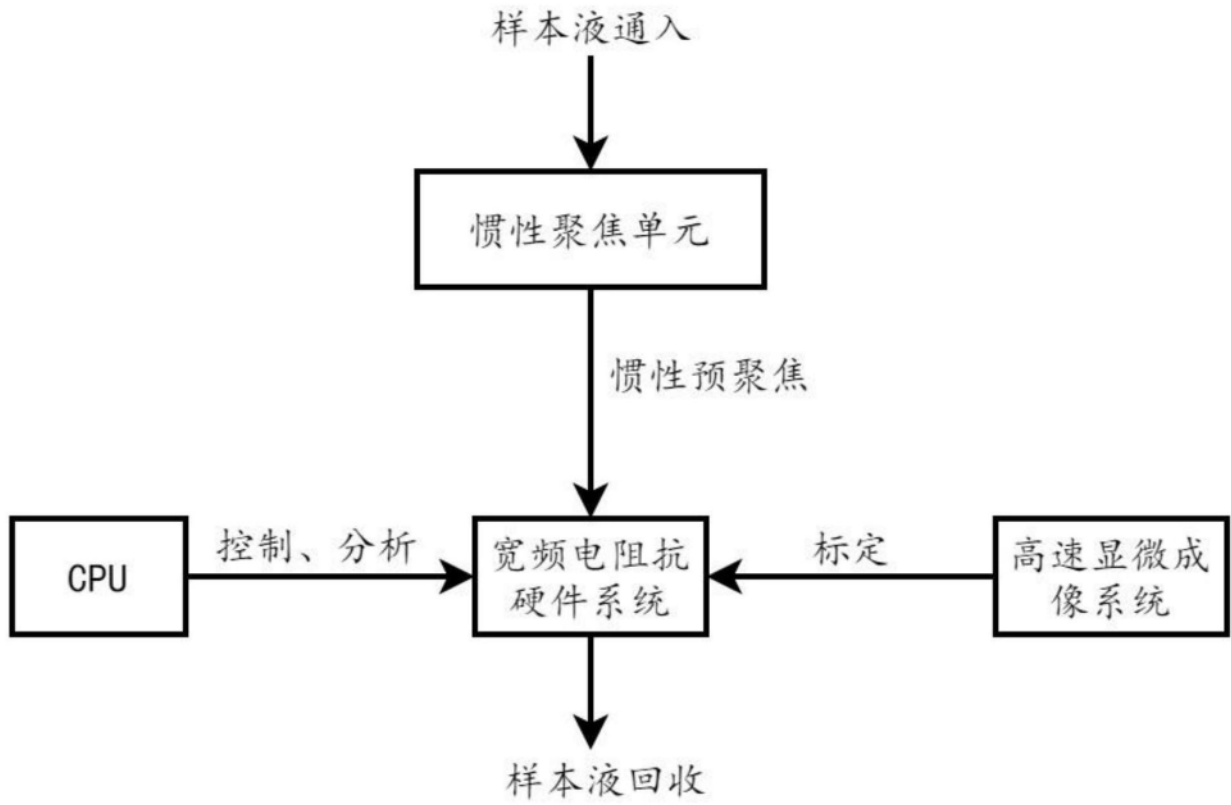 样本液通入
惯性聚焦单元
惯性预聚焦
CPU
控制、分析
宽频电阻抗
硬件系统
标定
高速显微成
像系统
样本液回收